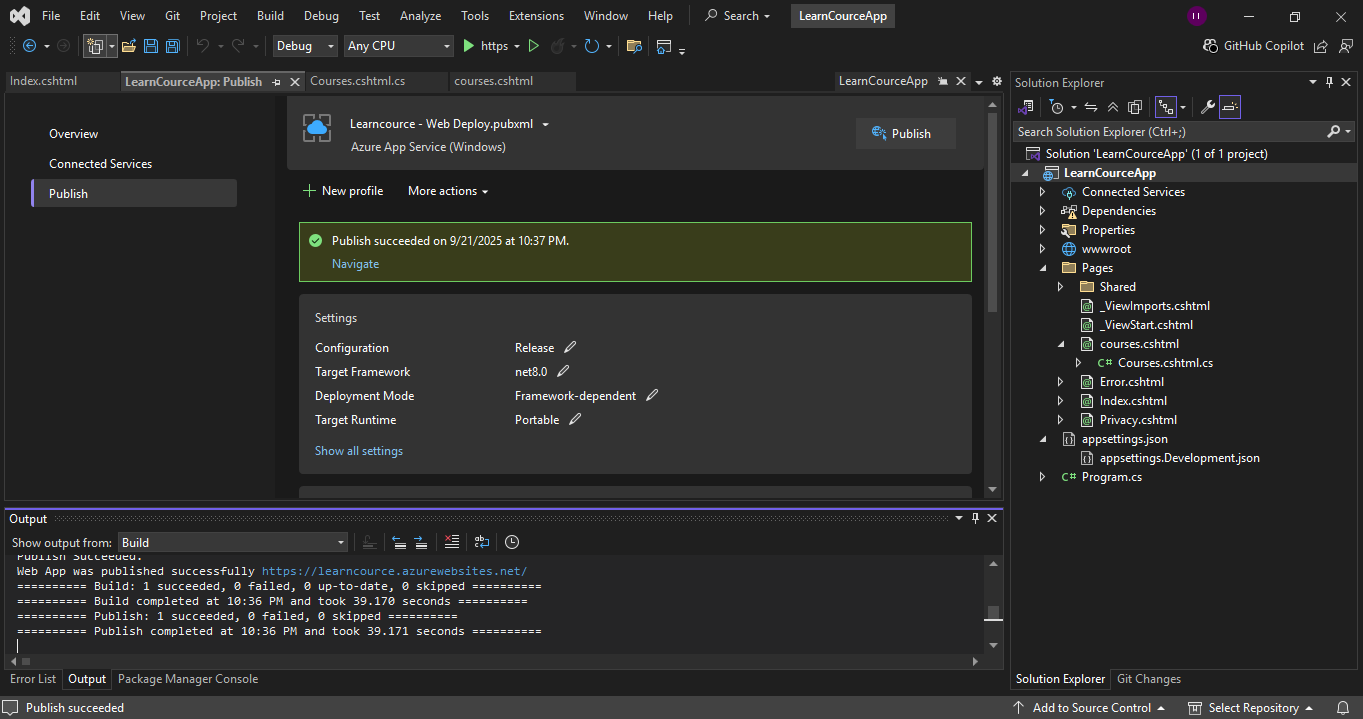 File Edit View Git Project Build Debug Test Analyze Tools Extensions Window Help Search LearnCourceApp
Debug Any CPU https GitHub Copilot
Index.cshtml LearnCourceApp: Publish Courses.cshtml.cs courses.cshtml LearnCourceApp
Overview
Connected Services
Publish
Learncource - Web Deploy.pubxml
Azure App Service (Windows)
Publish
New profile More actions
Publish succeeded on 9/21/2025 at 10:37 PM.
Navigate
Settings
Configuration Release
Target Framework net8.0
Deployment Mode Framework-dependent
Target Runtime Portable
Show all settings
Output
Show output from: Build
Publish Succeeded.
Web App was published successfully https://learncource.azurewebsites.net/
========== Build: 1 succeeded, 0 failed, 0 up-to-date, 0 skipped ==========
========== Build completed at 10:36 PM and took 39.170 seconds ==========
========== Publish: 1 succeeded, 0 failed, 0 skipped ==========
========== Publish completed at 10:36 PM and took 39.171 seconds ==========
Error List Output Package Manager Console
Solution Explorer
Search Solution Explorer (Ctrl+;)
Solution 'LearnCourceApp' (1 of 1 project)
LearnCourceApp
Connected Services
Dependencies
Properties
wwwroot
Pages
Shared
_ViewImports.cshtml
_ViewStart.cshtml
courses.cshtml
C# Courses.cshtml.cs
Error.cshtml
Index.cshtml
Privacy.cshtml
appsettings.json
appsettings.Development.json
C# Program.cs
Solution Explorer Git Changes
Publish succeeded Add to Source Control Select Repository